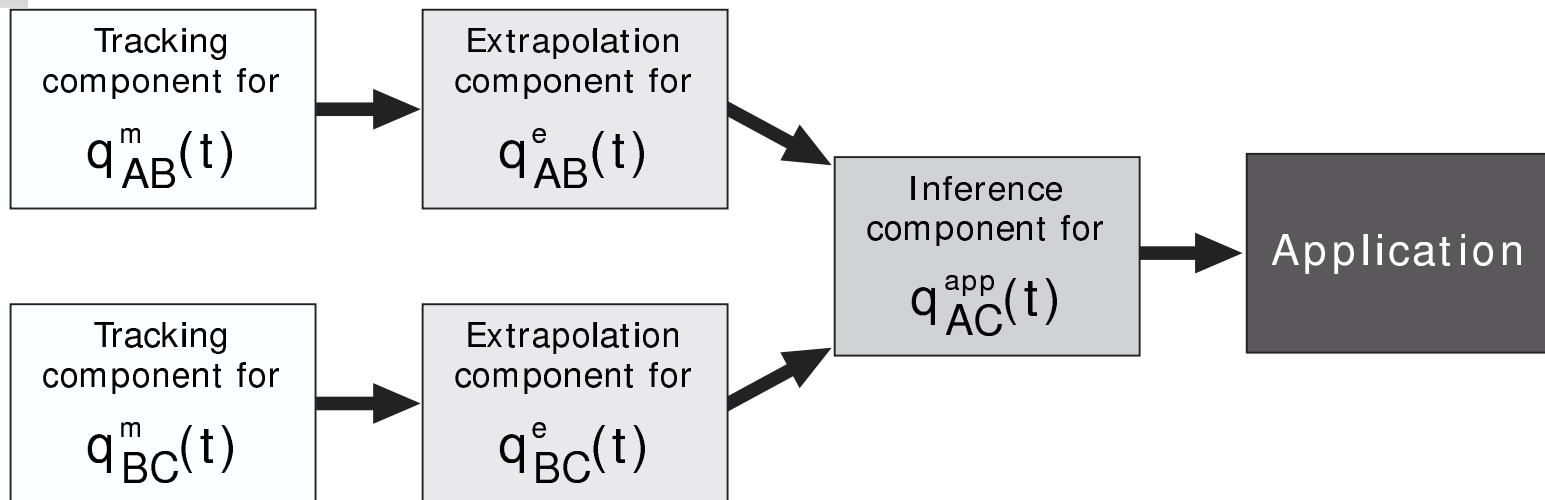 Tracking
component for
q^m_AB(t)
Extrapolation
component for
q^e_AB(t)
Tracking
component for
q^m_BC(t)
Extrapolation
component for
q^e_BC(t)
Inference
component for
q^app_AC(t)
Application